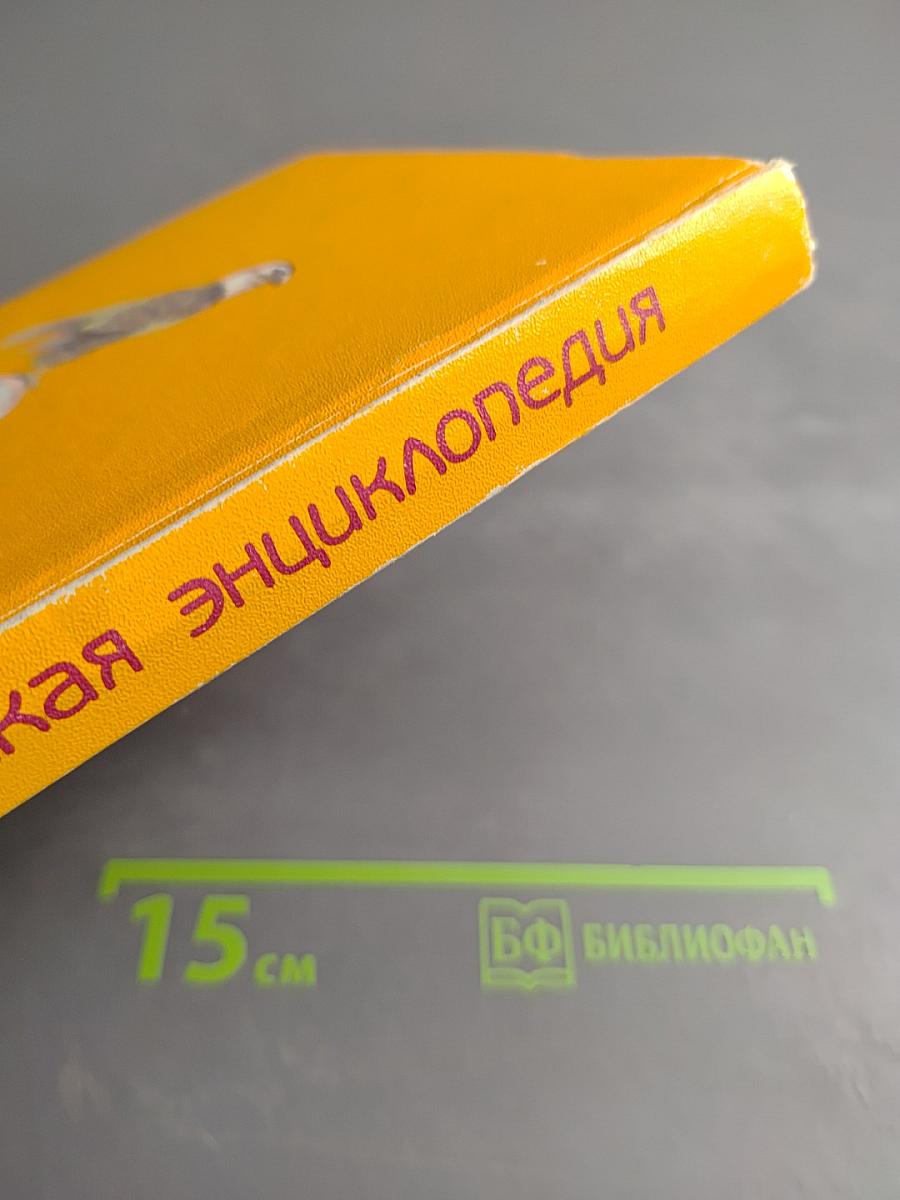 кая энциклопедия
15 см
БФ БИБЛИОФАН